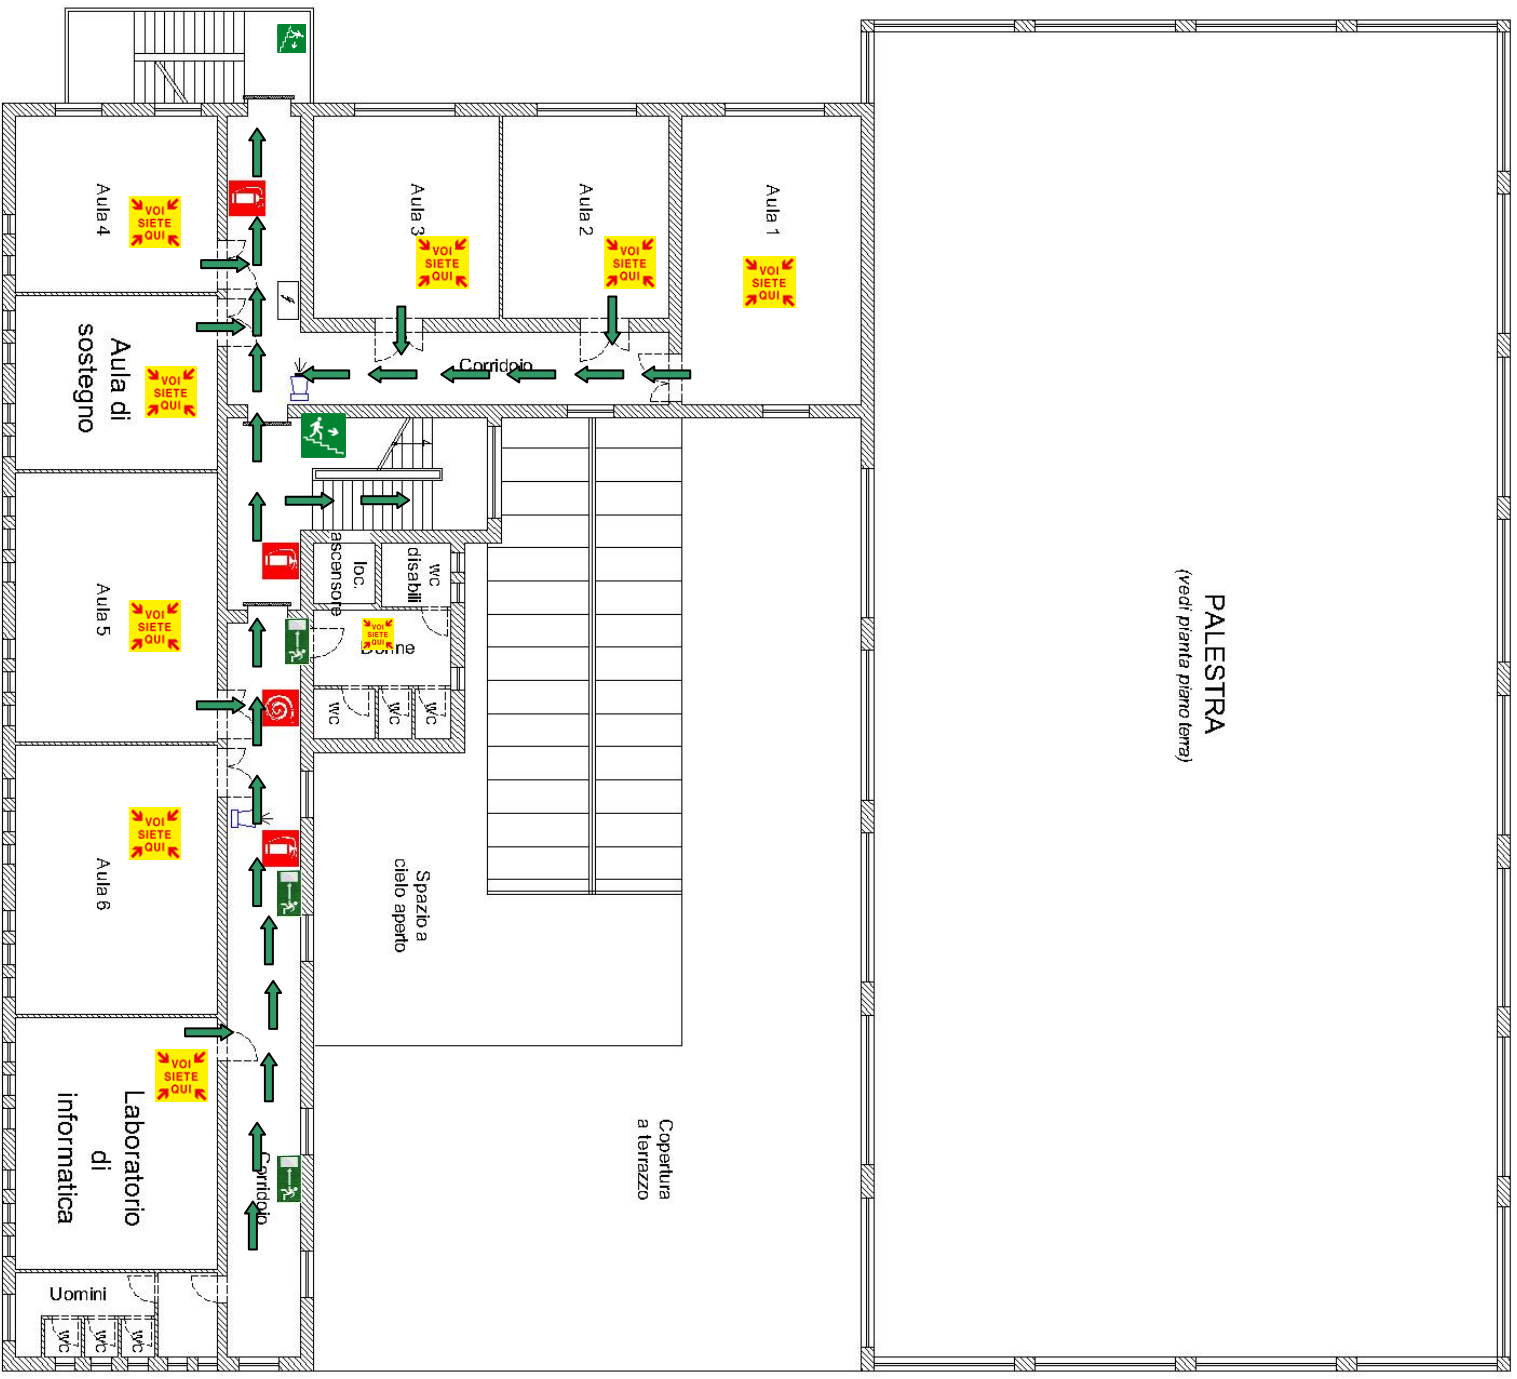 Aula 4
VOI
SIETE
QUI
Aula 3
VOI
SIETE
QUI
Aula 2
VOI
SIETE
QUI
Aula 1
VOI
SIETE
QUI
Corridoio
Aula di
sostegno
VOI
SIETE
QUI
loc.
ascensore
wc
disabili
Aula 5
VOI
SIETE
QUI
VOI
SIETE
QUI
Donne
wc
wc
wc
PALESTRA
(vedi pianta piano terra)
Aula 6
VOI
SIETE
QUI
Spazio a
cielo aperto
Laboratorio
di
informatica
VOI
SIETE
QUI
Corridoio
Copertura
a terrazzo
Uomini
wc
wc
wc